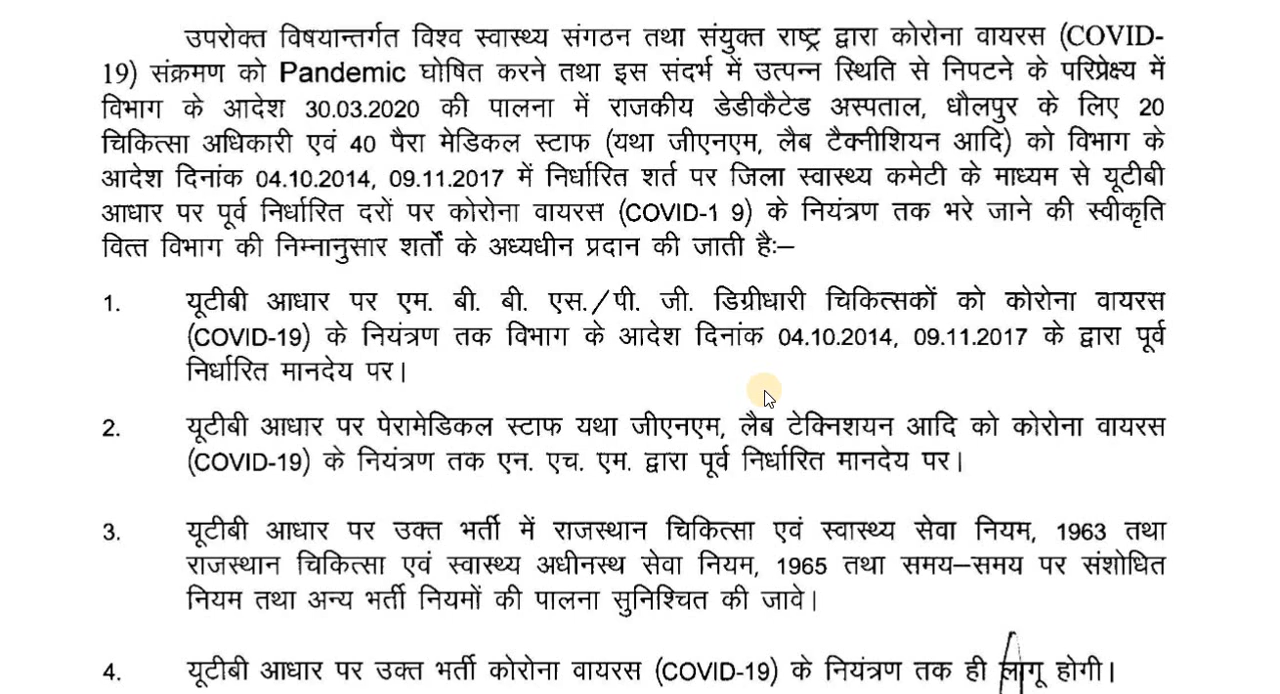 उपरोक्त विषयान्तर्गत विश्व स्वास्थ्य संगठन तथा संयुक्त राष्ट्र द्वारा कोरोना वायरस (COVID-
19) संक्रमण को Pandemic घोषित करने तथा इस संदर्भ में उत्पन्न स्थिति से निपटने के परिप्रेक्ष्य में
विभाग के आदेश 30.03.2020 की पालना में राजकीय डेडीकैटेड अस्पताल, धौलपुर के लिए 20
चिकित्सा अधिकारी एवं 40 पैरा मेडिकल स्टाफ (यथा जीएनएम, लैब टैक्नीशियन आदि) को विभाग के
आदेश दिनांक 04.10.2014, 09.11.2017 में निर्धारित शर्त पर जिला स्वास्थ्य कमेटी के माध्यम से यूटीबी
आधार पर पूर्व निर्धारित दरों पर कोरोना वायरस (COVID-1 9) के नियंत्रण तक भरे जाने की स्वीकृति
वित्त विभाग की निम्नानुसार शर्तों के अध्यधीन प्रदान की जाती हैः–
1. यूटीबी आधार पर एम. बी. बी. एस./पी. जी. डिग्रीधारी चिकित्सकों को कोरोना वायरस
(COVID-19) के नियंत्रण तक विभाग के आदेश दिनांक 04.10.2014, 09.11.2017 के द्वारा पूर्व
निर्धारित मानदेय पर।
2. यूटीबी आधार पर पेरामेडिकल स्टाफ यथा जीएनएम, लैब टेक्निशयन आदि को कोरोना वायरस
(COVID-19) के नियंत्रण तक एन. एच. एम. द्वारा पूर्व निर्धारित मानदेय पर।
3. यूटीबी आधार पर उक्त भर्ती में राजस्थान चिकित्सा एवं स्वास्थ्य सेवा नियम, 1963 तथा
राजस्थान चिकित्सा एवं स्वास्थ्य अधीनस्थ सेवा नियम, 1965 तथा समय–समय पर संशोधित
नियम तथा अन्य भर्ती नियमों की पालना सुनिश्चित की जावे।
4. यूटीबी आधार पर उक्त भर्ती कोरोना वायरस (COVID-19) के नियंत्रण तक ही लागू होगी।